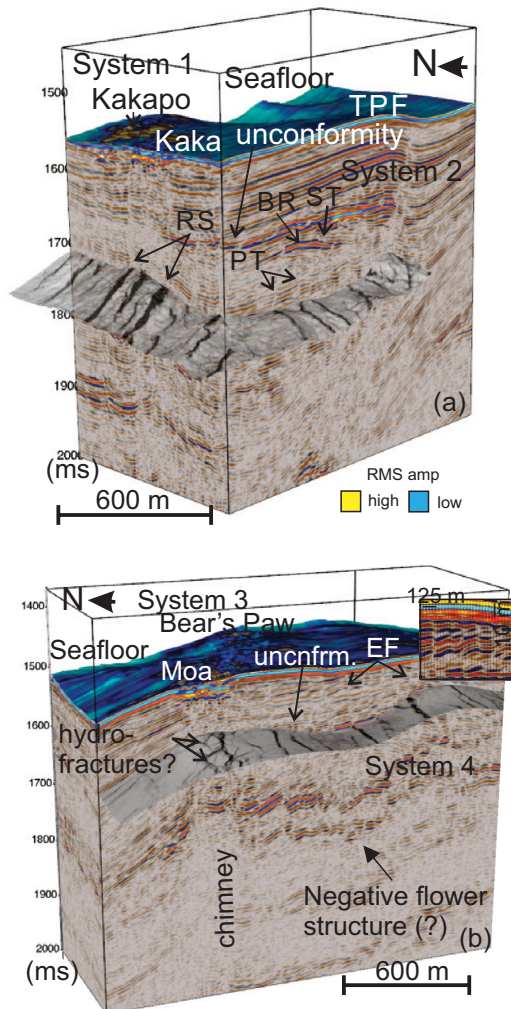 System 1
Seafloor
N
Kakapo
1500
TPF
Kaka
unconfrmity
1600
System 2
ST
BR
RS
1700
PT
1800
1900
(a)
2000
(ms)
RMS amp
600 m
high
low
1400
N
System 3
125 m
Bear's Paw
Seafloor
uncnfrm.
EF
1500
Moa
hydro-
fractures?
1600
System 4
1700
1800
chimney
1900
Negative flower
structure (?)
(b)
2000
(ms)
600 m